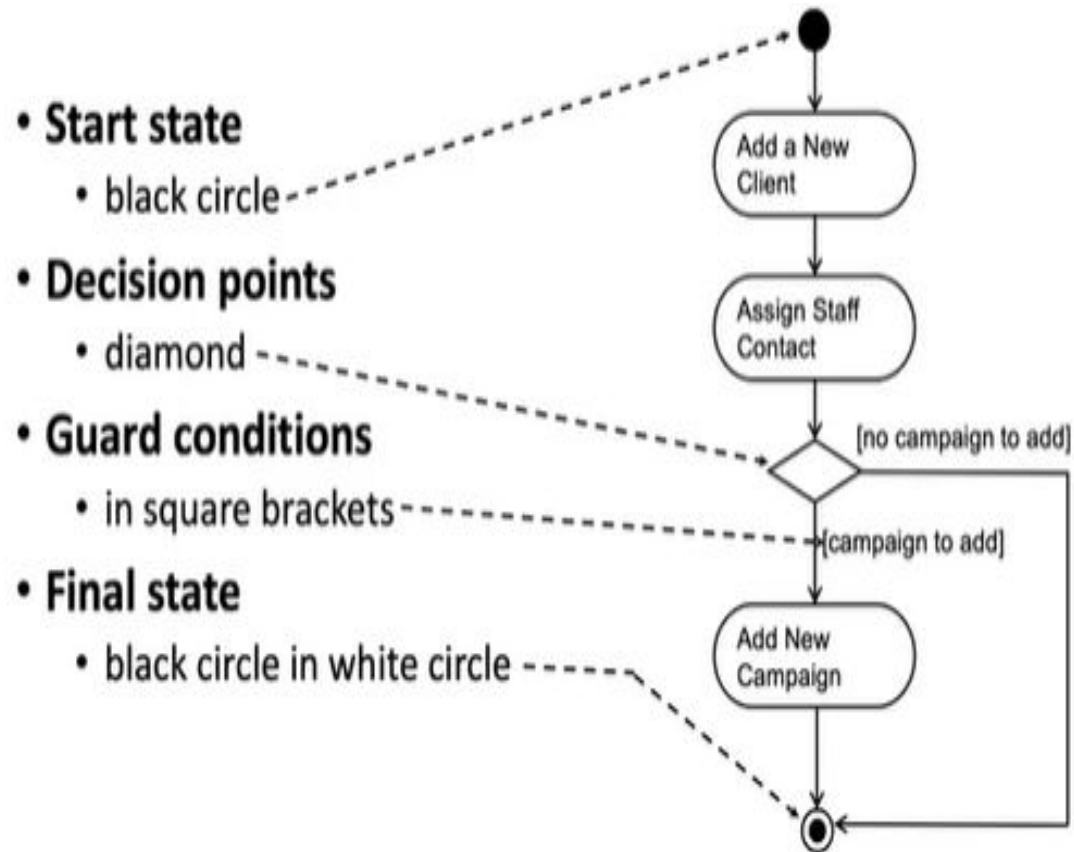 • Start state
• black circle
• Decision points
• diamond
• Guard conditions
• in square brackets
• Final state
• black circle in white circle
Add a New
Client
Assign Staff
Contact
[no campaign to add]
[campaign to add]
Add New
Campaign